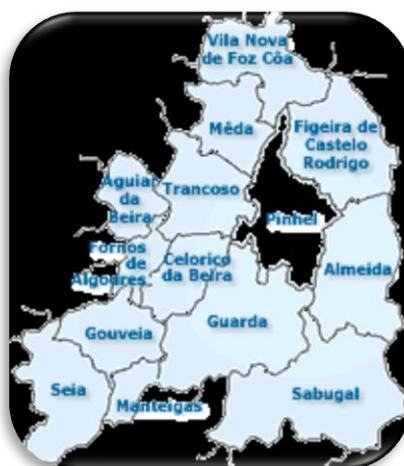 Vila Nova
de Foz Côa
Mêda
Figeira de
Castelo
Rodrigo
Aguiar
da
Beira
Trancoso
Pinhel
Fornos
de
Algodres
Celorico
da Beira
Almeida
Gouveia
Guarda
Seia
Manteigas
Sabugal